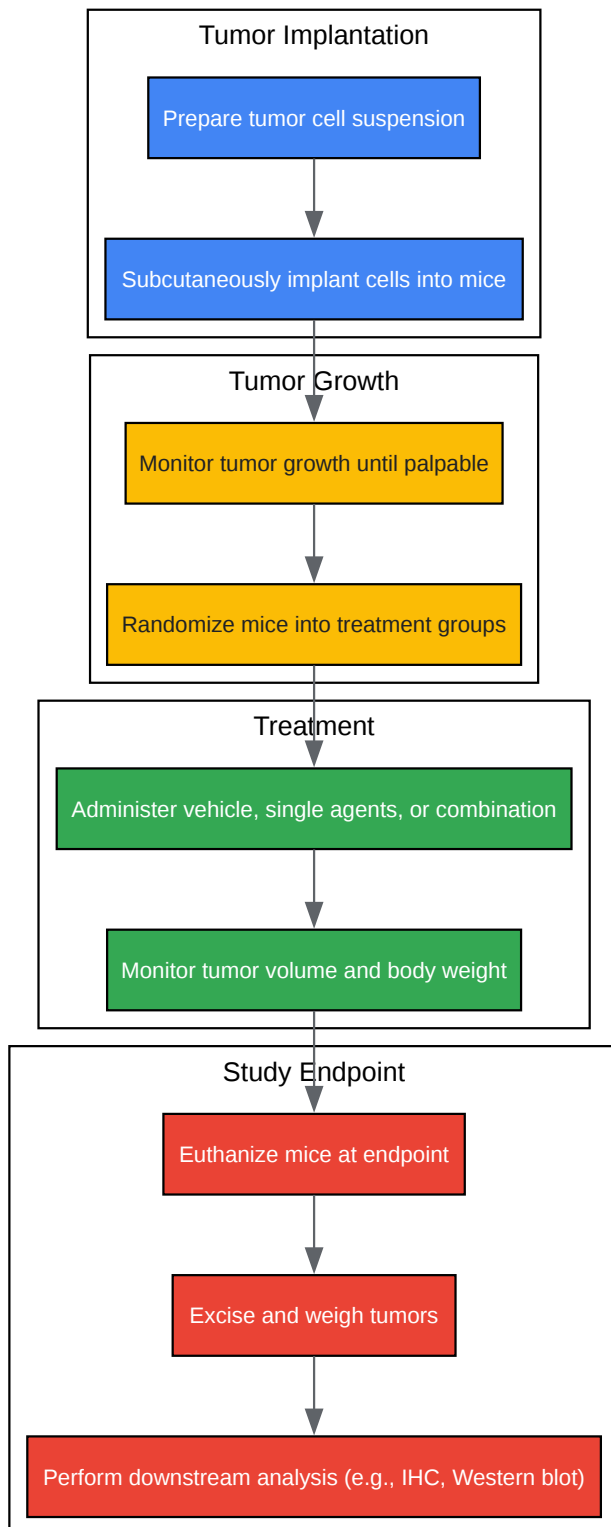 Tumor Implantation
Prepare tumor cell suspension
Subcutaneously implant cells into mice
Tumor Growth
Monitor tumor growth until palpable
Randomize mice into treatment groups
Treatment
Administer vehicle, single agents, or combination
Monitor tumor volume and body weight
Study Endpoint
Euthanize mice at endpoint
Excise and weigh tumors
Perform downstream analysis (e.g., IHC, Western blot)